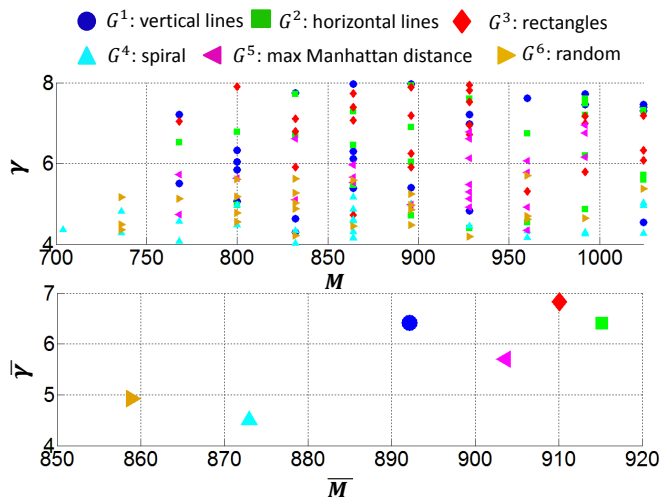 G¹: vertical lines G²: horizontal lines G³: rectangles
G⁴: spiral G⁵: max Manhattan distance G⁶: random
8
7
6
5
4
γ
700 750 800 850 900 950 1000
M
7
6
5
4
γ̅
850 860 870 880 890 900 910 920
M̅